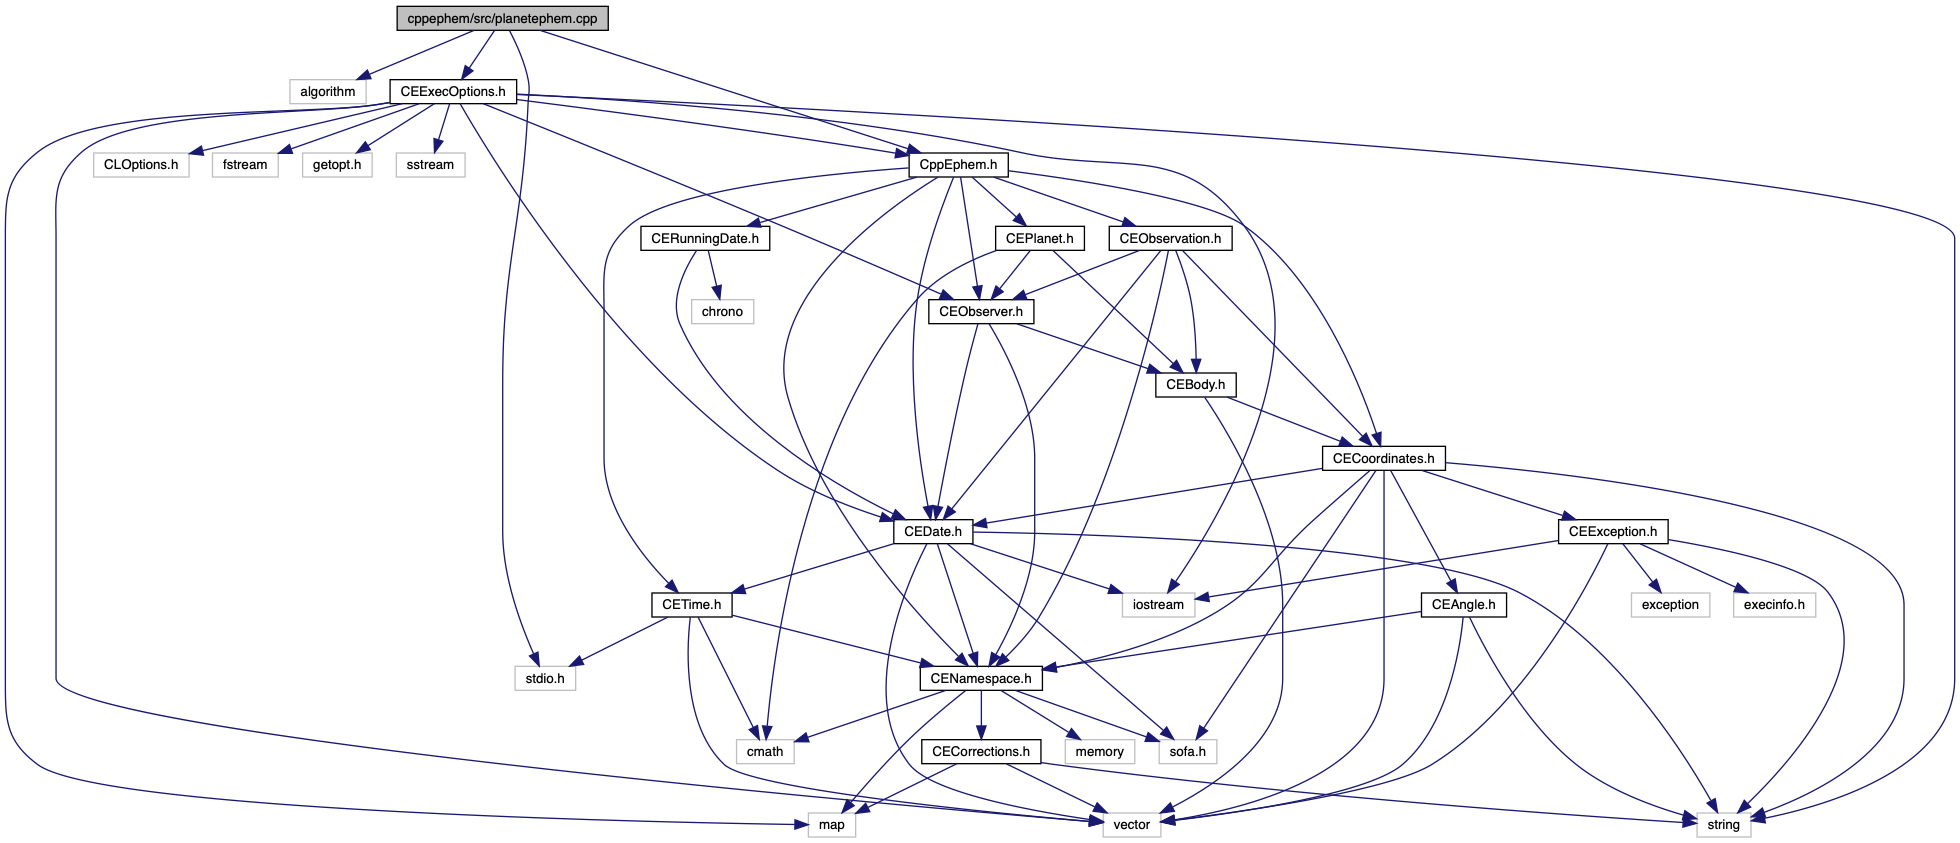 cppephem/src/planetephem.cpp
algorithm
CEExecOptions.h
CLOptions.h
fstream
getopt.h
sstream
CppEphem.h
CERunningDate.h
CEPlanet.h
CEObservation.h
chrono
CEObserver.h
CEBody.h
CECoordinates.h
CEDate.h
CEException.h
CETime.h
iostream
CEAngle.h
exception
execinfo.h
stdio.h
CENamespace.h
cmath
CECorrections.h
memory
sofa.h
map
vector
string